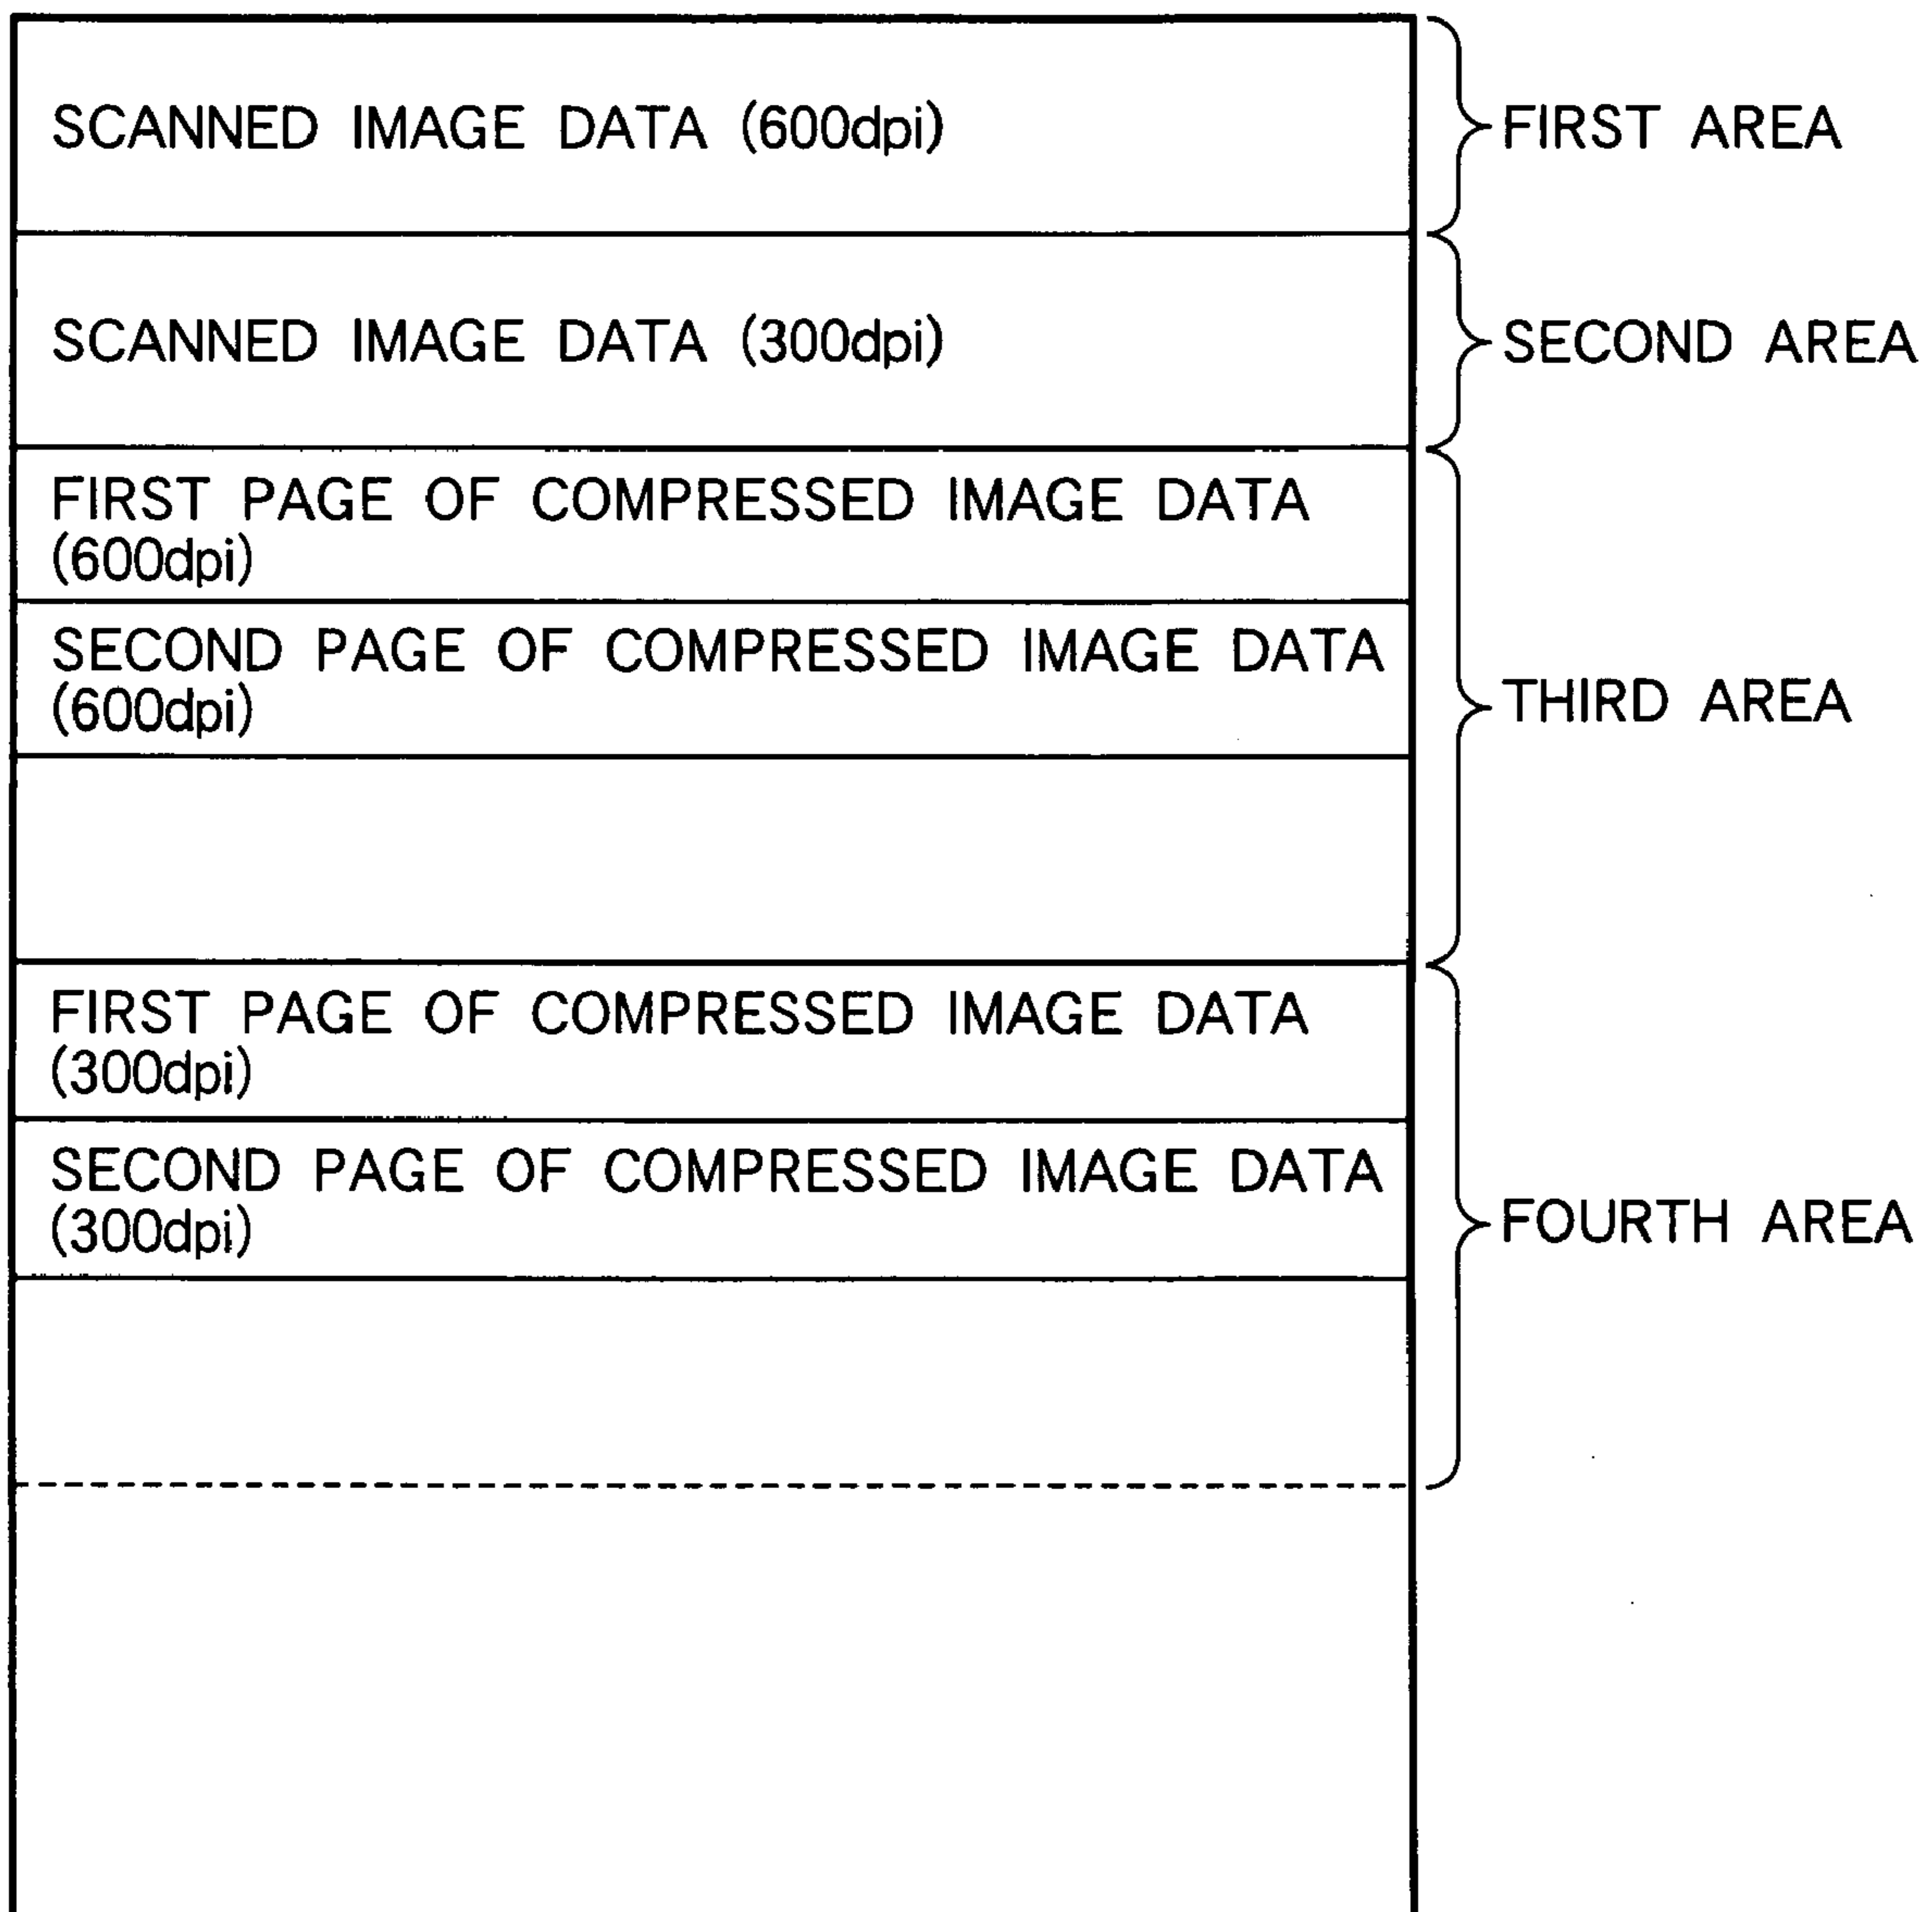 SCANNED IMAGE DATA (600dpi)
FIRST AREA
SCANNED IMAGE DATA (300dpi)
SECOND AREA
FIRST PAGE OF COMPRESSED IMAGE DATA
(600dpi)
SECOND PAGE OF COMPRESSED IMAGE DATA
(600dpi)
THIRD AREA
FIRST PAGE OF COMPRESSED IMAGE DATA
(300dpi)
SECOND PAGE OF COMPRESSED IMAGE DATA
(300dpi)
FOURTH AREA